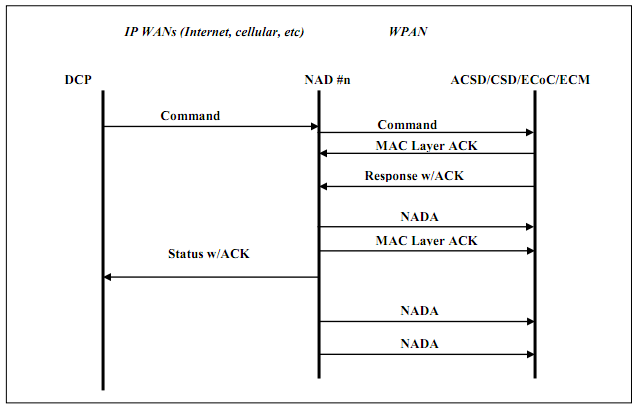 IP WANs (Internet, cellular, etc) WPAN
DCP NAD #n ACSD/CSD/ECoC/ECM
Command
Command
MAC Layer ACK
Response w/ACK
NADA
MAC Layer ACK
Status w/ACK
NADA
NADA